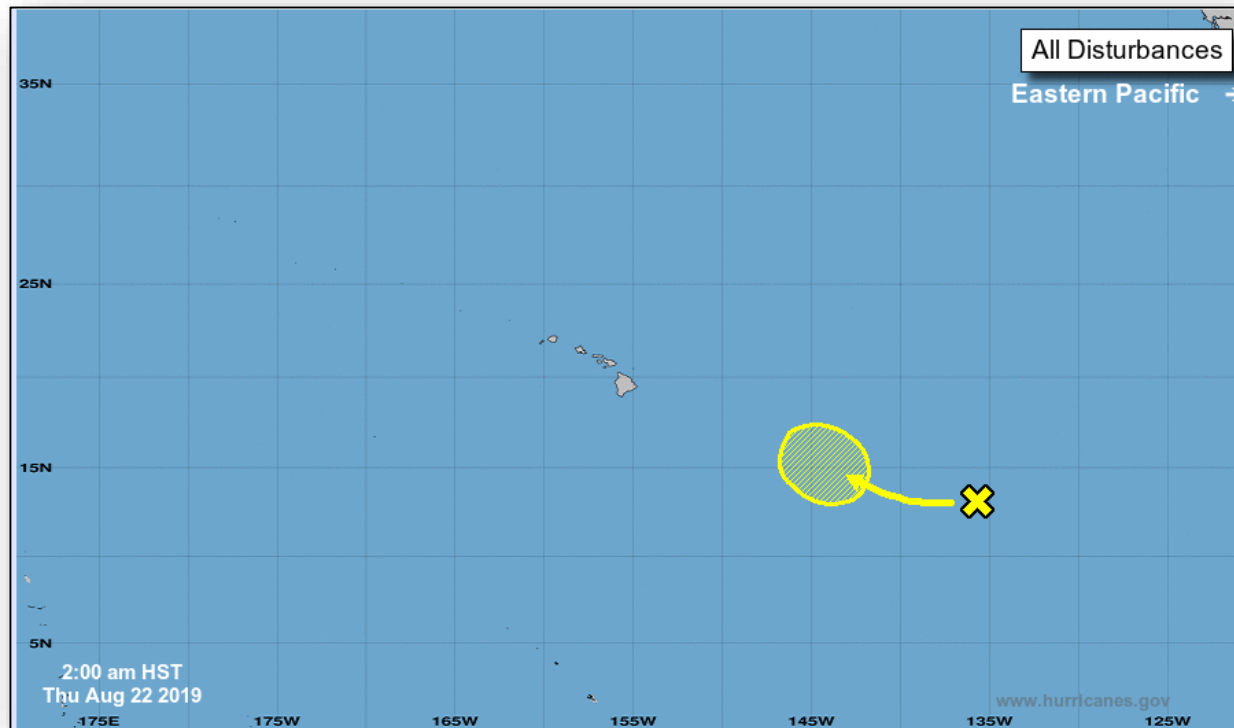 All Disturbances
35N
Eastern Pacific
25N
15N
5N
2:00 am HST
Thu Aug 22 2019
www.hurricanes.gov
175E 175W 165W 155W 145W 135W 125W